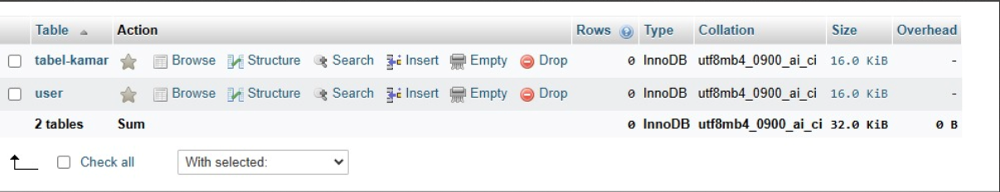 Table Action Rows Type Collation Size Overhead
tabel-kamar Browse Structure Search Insert Empty Drop 0 InnoDB utf8mb4_0900_ai_ci 16.0 KiB -
user Browse Structure Search Insert Empty Drop 0 InnoDB utf8mb4_0900_ai_ci 16.0 KiB -
2 tables Sum 0 InnoDB utf8mb4_0900_ai_ci 32.0 KiB 0 B
Check all With selected: